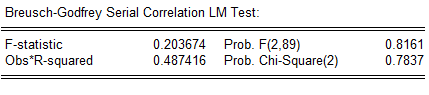 Breusch-Godfrey Serial Correlation LM Test:
F-statistic 0.203674 Prob. F(2,89) 0.8161
Obs*R-squared 0.487416 Prob. Chi-Square(2) 0.7837